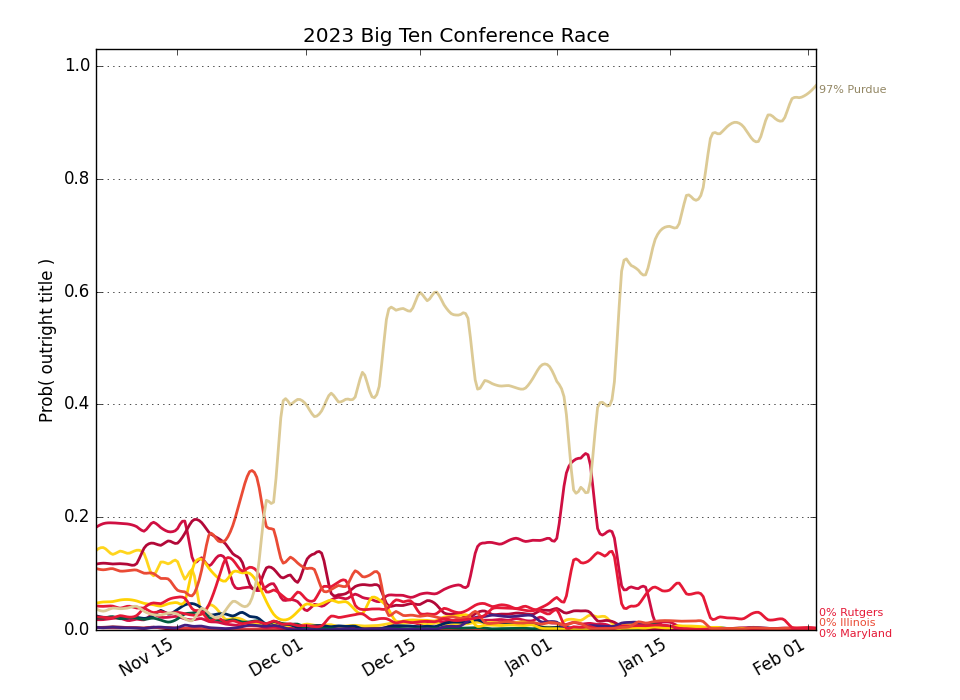 2023 Big Ten Conference Race
1.0
0.8
0.6
0.4
0.2
0.0
Prob( outright title )
97% Purdue
0% Rutgers
0% Illinois
0% Maryland
Nov 15
Dec 01
Dec 15
Jan 01
Jan 15
Feb 01